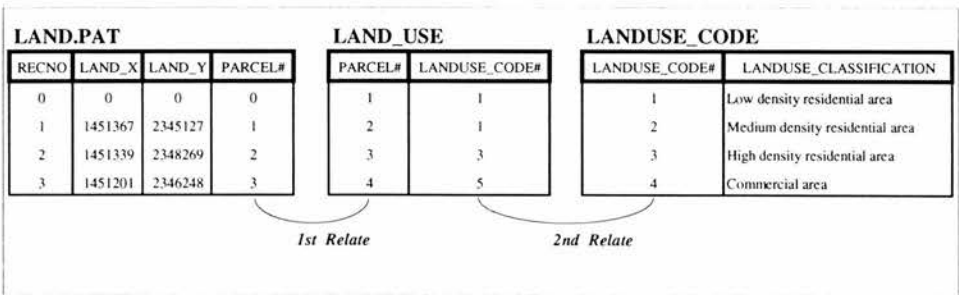 LAND.PAT LAND_USE LANDUSE_CODE
RECNO LAND_X LAND_Y PARCEL# PARCEL# LANDUSE_CODE# LANDUSE_CODE# LANDUSE_CLASSIFICATION
0 0 0 0 1 1 1 Low density residential area
1 1451367 2345127 1 2 1 2 Medium density residential area
2 1451339 2348269 2 3 3 3 High density residential area
3 1451201 2346248 3 4 5 4 Commercial area
1st Relate 2nd Relate